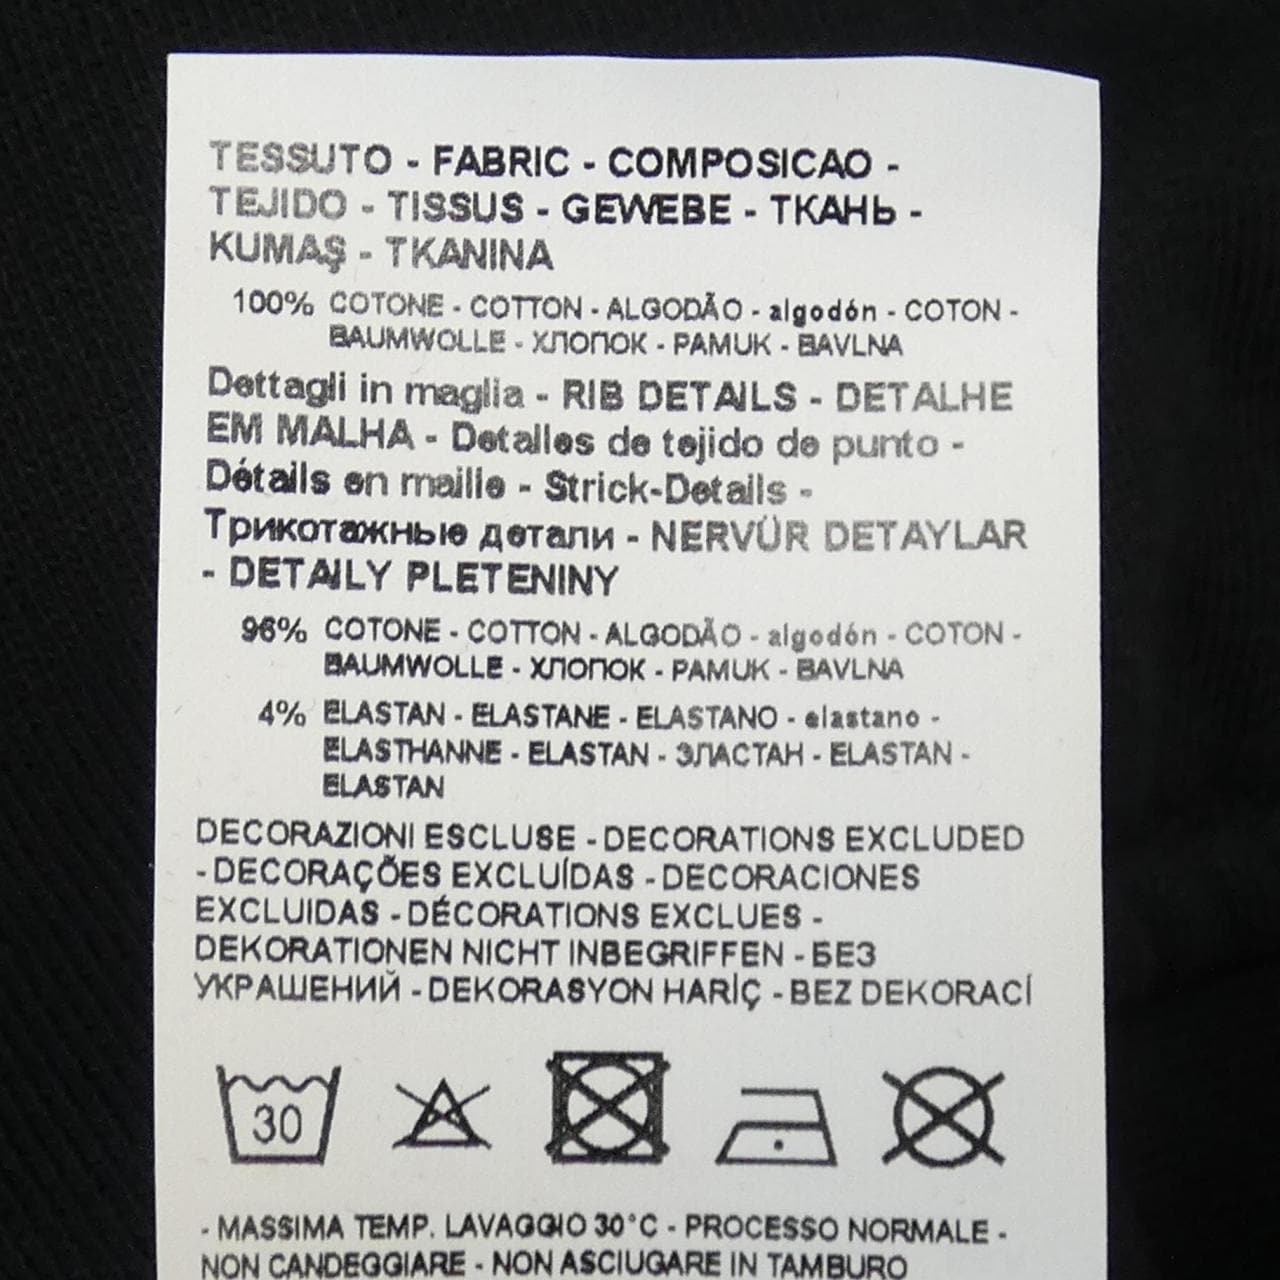 TESSUTO - FABRIC - COMPOSICAO -
TEJIDO - TISSUS - GEWEBE - ТКАНЬ -
KUMAŞ - TKANINA
100% COTONE - COTTON - ALGODÃO - algodón - COTON -
BAUMWOLLE - ХЛОПОК - PAMUK - BAVLNA
Dettagli in maglia - RIB DETAILS - DETALHE
EM MALHA - Detalles de tejido de punto -
Détails en maille - Strick-Details -
Трикотажные детали - NERVÜR DETAYLAR
- DETAILY PLETENINY
96% COTONE - COTTON - ALGODÃO - algodón - COTON -
BAUMWOLLE - ХЛОПОК - PAMUK - BAVLNA
4% ELASTAN - ELASTANE - ELASTANO - elastano -
ELASTHANNE - ELASTAN - ЭЛАСТАН - ELASTAN -
ELASTAN
DECORAZIONI ESCLUSE - DECORATIONS EXCLUDED
- DECORAÇÕES EXCLUÍDAS - DECORACIONES
EXCLUIDAS - DÉCORATIONS EXCLUES -
DEKORATIONEN NICHT INBEGRIFFEN - БЕЗ
УКРАШЕНИЙ - DEKORASYON HARİÇ - BEZ DEKORACÍ
30
- MASSIMA TEMP. LAVAGGIO 30°C - PROCESSO NORMALE -
NON CANDEGGIARE - NON ASCIUGARE IN TAMBURO